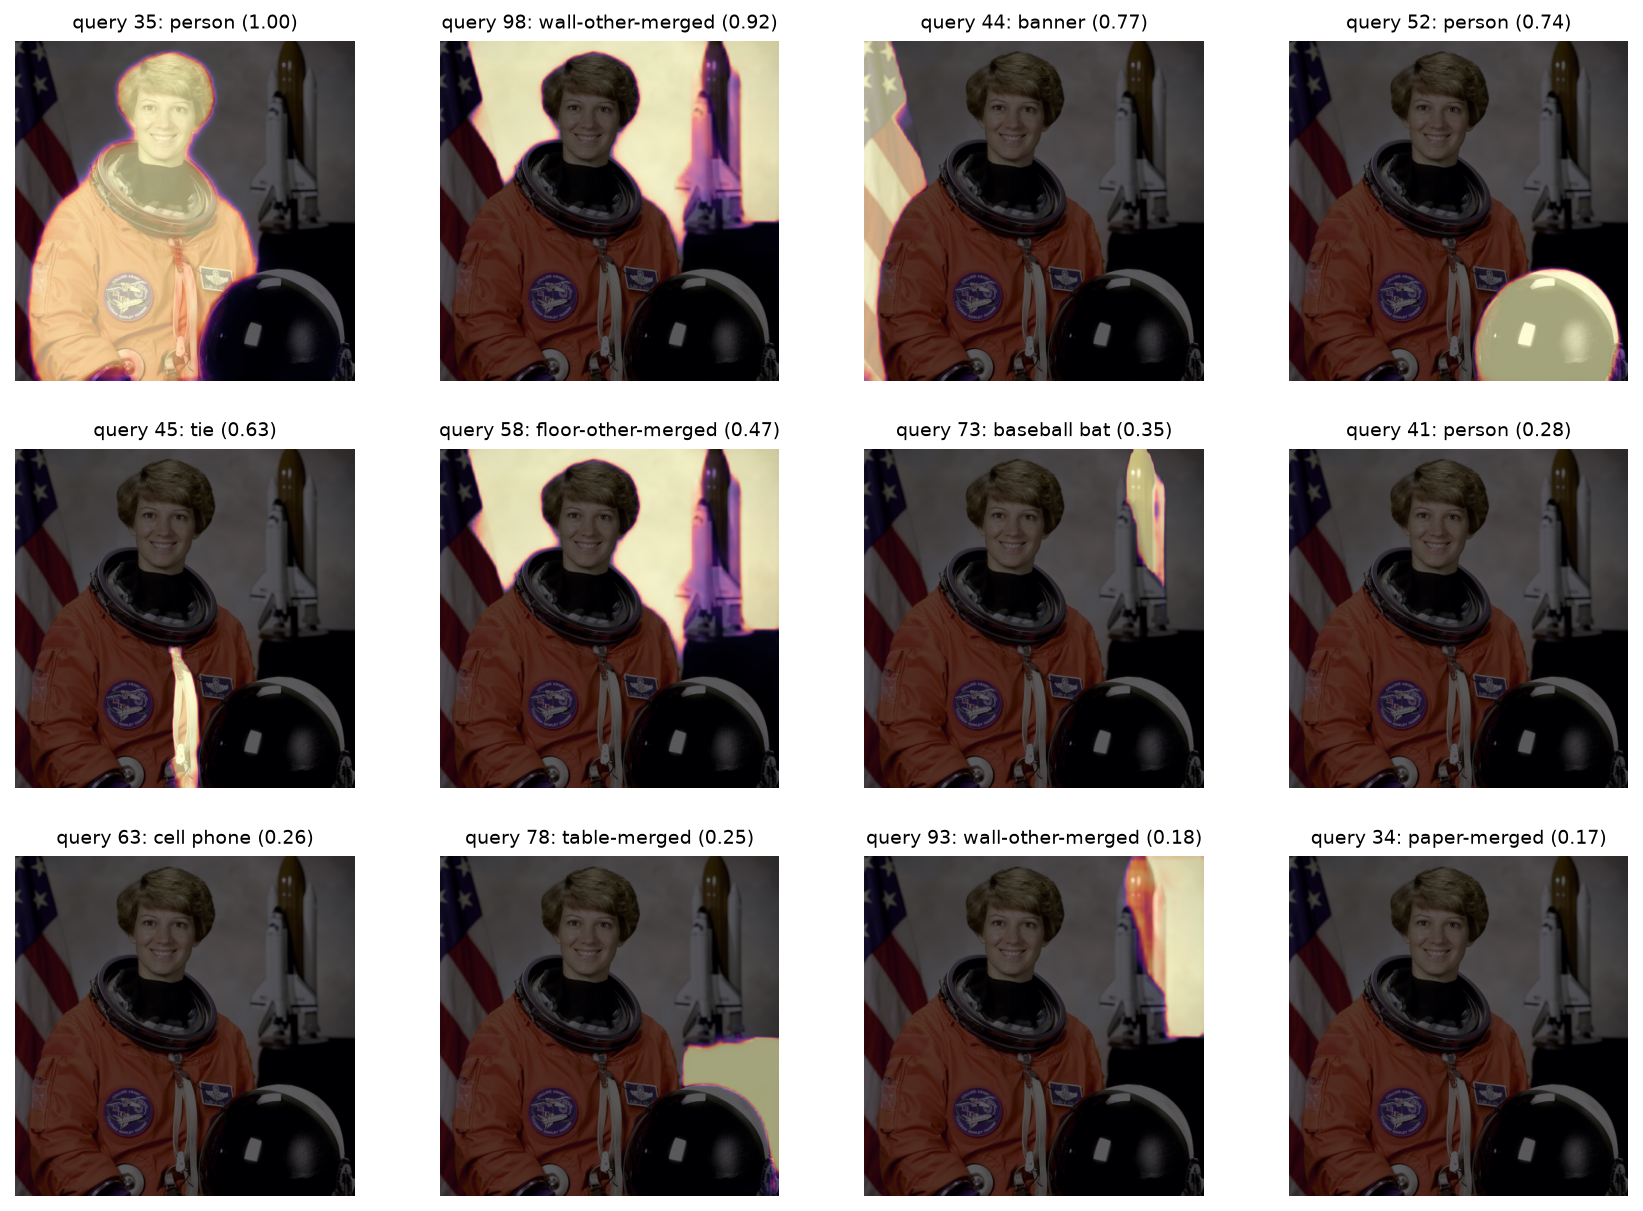 query 35: person (1.00)
query 98: wall-other-merged (0.92)
query 44: banner (0.77)
query 52: person (0.74)
query 45: tie (0.63)
query 58: floor-other-merged (0.47)
query 73: baseball bat (0.35)
query 41: person (0.28)
query 63: cell phone (0.26)
query 78: table-merged (0.25)
query 93: wall-other-merged (0.18)
query 34: paper-merged (0.17)